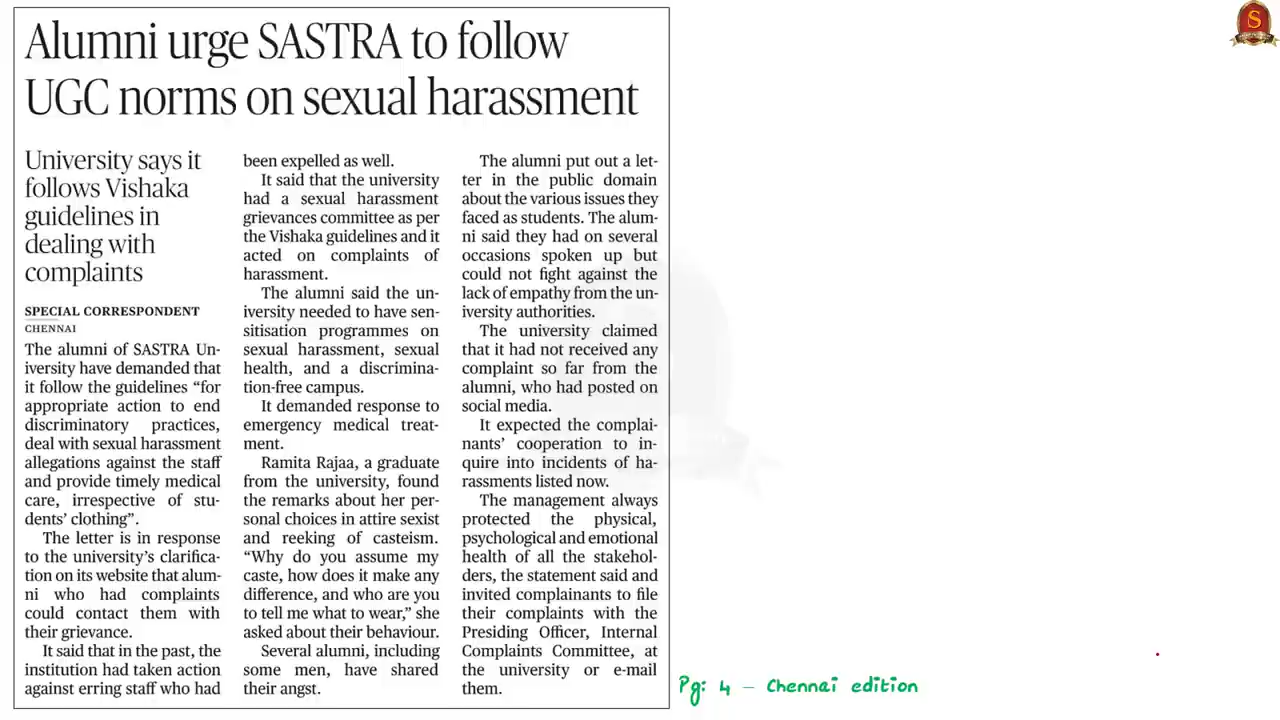 Alumni urge SASTRA to follow
UGC norms on sexual harassment
University says it
follows Vishaka
guidelines in
dealing with
complaints
SPECIAL CORRESPONDENT
CHENNAI
The alumni of SASTRA Un-
iversity have demanded that
it follow the guidelines “for
appropriate action to end
discriminatory practices,
deal with sexual harassment
allegations against the staff
and provide timely medical
care, irrespective of stu-
dents’ clothing”.
The letter is in response
to the university’s clarifica-
tion on its website that alum-
ni who had complaints
could contact them with
their grievance.
It said that in the past, the
institution had taken action
against erring staff who had
been expelled as well.
It said that the university
had a sexual harassment
grievances committee as per
the Vishaka guidelines and it
acted on complaints of
harassment.
The alumni said the un-
iversity needed to have sen-
sitisation programmes on
sexual harassment, sexual
health, and a discrimina-
tion-free campus.
It demanded response to
emergency medical treat-
ment.
Ramita Rajaa, a graduate
from the university, found
the remarks about her per-
sonal choices in attire sexist
and reeking of casteism.
“Why do you assume my
caste, how does it make any
difference, and who are you
to tell me what to wear,” she
asked about their behaviour.
Several alumni, including
some men, have shared
their angst.
The alumni put out a let-
ter in the public domain
about the various issues they
faced as students. The alum-
ni said they had on several
occasions spoken up but
could not fight against the
lack of empathy from the un-
iversity authorities.
The university claimed
that it had not received any
complaint so far from the
alumni, who had posted on
social media.
It expected the complai-
nants’ cooperation to in-
quire into incidents of ha-
rassments listed now.
The management always
protected the physical,
psychological and emotional
health of all the stakehol-
ders, the statement said and
invited complainants to file
their complaints with the
Presiding Officer, Internal
Complaints Committee, at
the university or e-mail
them.
Pg: 4 – Chennai edition
S